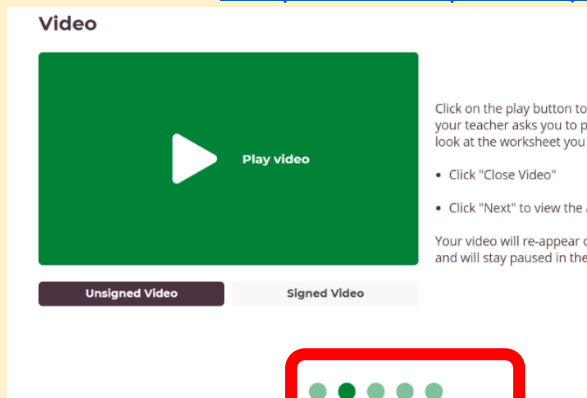 Video
Play video
Click on the play button to
your teacher asks you to p
look at the worksheet you
• Click "Close Video"
• Click "Next" to view the
Your video will re-appear
and will stay paused in the
Unsigned Video
Signed Video